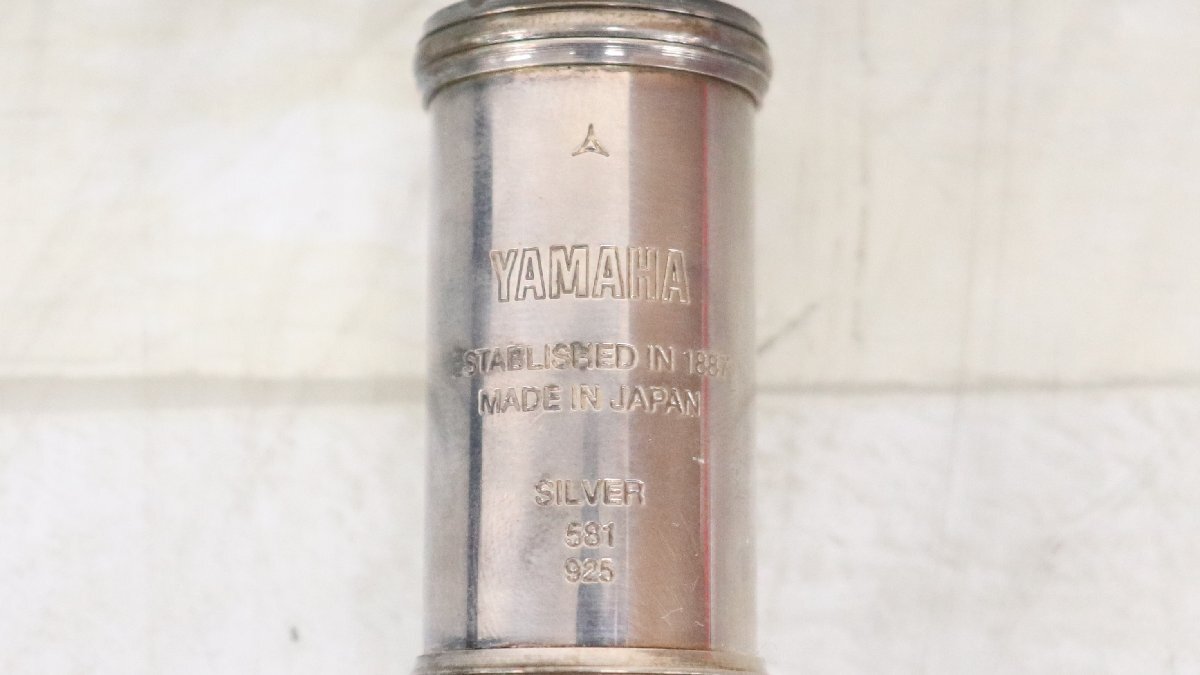 YAMAHA
ESTABLISHED IN 1887
MADE IN JAPAN
SILVER
581
925